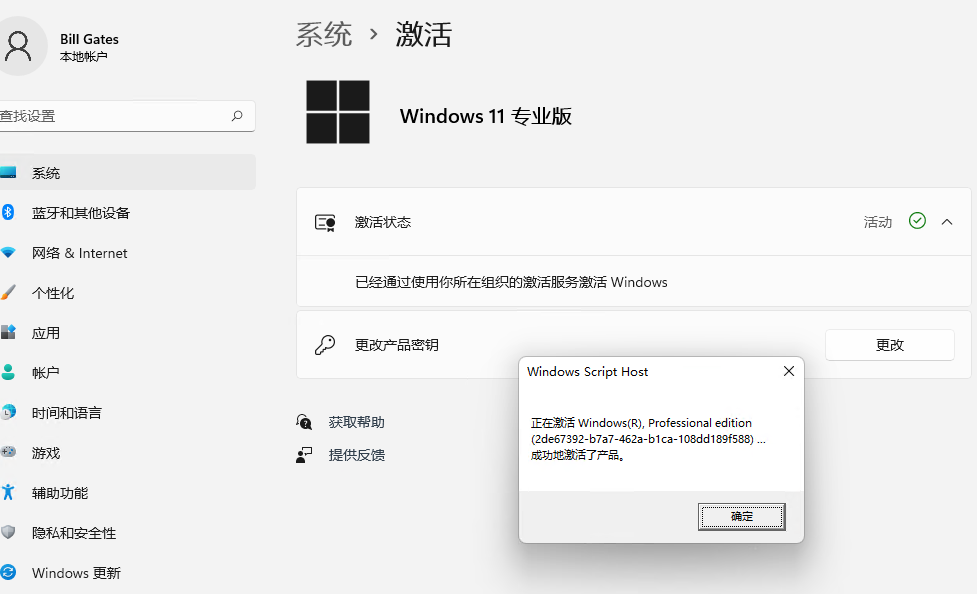 Bill Gates
本地帐户
查找设置
系统
蓝牙和其他设备
网络 & Internet
个性化
应用
帐户
时间和语言
游戏
辅助功能
隐私和安全性
Windows 更新
系统 › 激活
Windows 11 专业版
激活状态
活动
已经通过使用你所在组织的激活服务激活 Windows
更改产品密钥
更改
获取帮助
提供反馈
Windows Script Host
正在激活 Windows(R), Professional edition
(2de67392-b7a7-462a-b1ca-108dd189f588) ...
成功地激活了产品。
确定